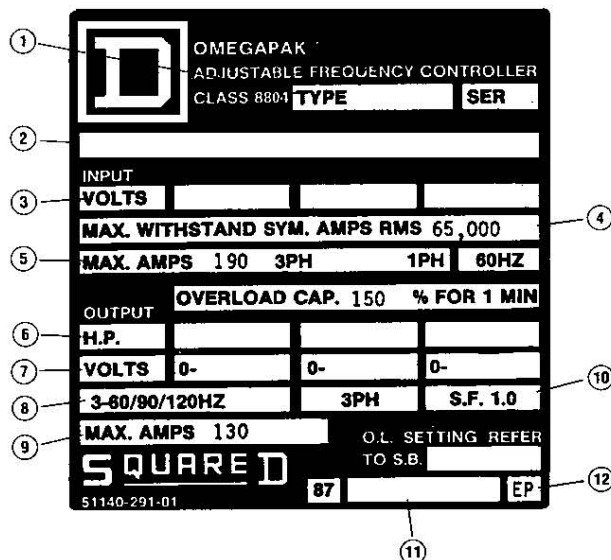 1
D
OMEGAPAK
ADJUSTABLE FREQUENCY CONTROLLER
CLASS 8804 TYPE SER
2
INPUT
3 VOLTS
MAX. WITHSTAND SYM. AMPS RMS 65,000 4
5 MAX. AMPS 190 3PH 1PH 60HZ
OVERLOAD CAP. 150 % FOR 1 MIN
OUTPUT
6 H.P.
7 VOLTS 0- 0- 0-
8 3-60/90/120HZ 3PH S.F. 1.0 10
9 MAX. AMPS 130
O.L. SETTING REFER
TO S.B.
SQUARE D
51140-291-01
87 EP 12
11